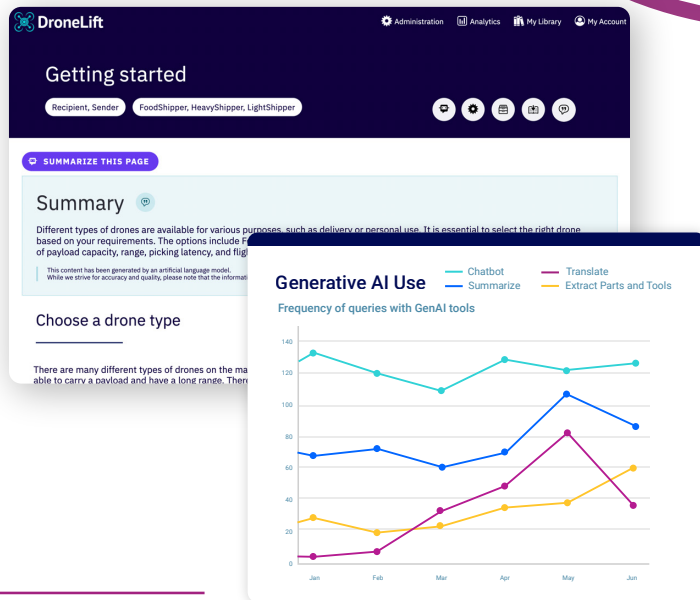 DroneLift
Administration Analytics My Library My Account
Getting started
Recipient, Sender FoodShipper, HeavyShipper, LightShipper
SUMMARIZE THIS PAGE
Summary
Different types of drones are available for various purposes, such as delivery or personal use. It is essential to select the right drone
based on your requirements. The options include F
of payload capacity, range, picking latency, and fligh
This content has been generated by an artificial language model.
While we strive for accuracy and quality, please note that the informati
Choose a drone type
There are many different types of drones on the ma
able to carry a payload and have a long range. There
Generative AI Use
Chatbot Translate
Summarize Extract Parts and Tools
Frequency of queries with GenAI tools
140
120
100
80
60
40
20
0
Jan Feb Mar Apr May Jun